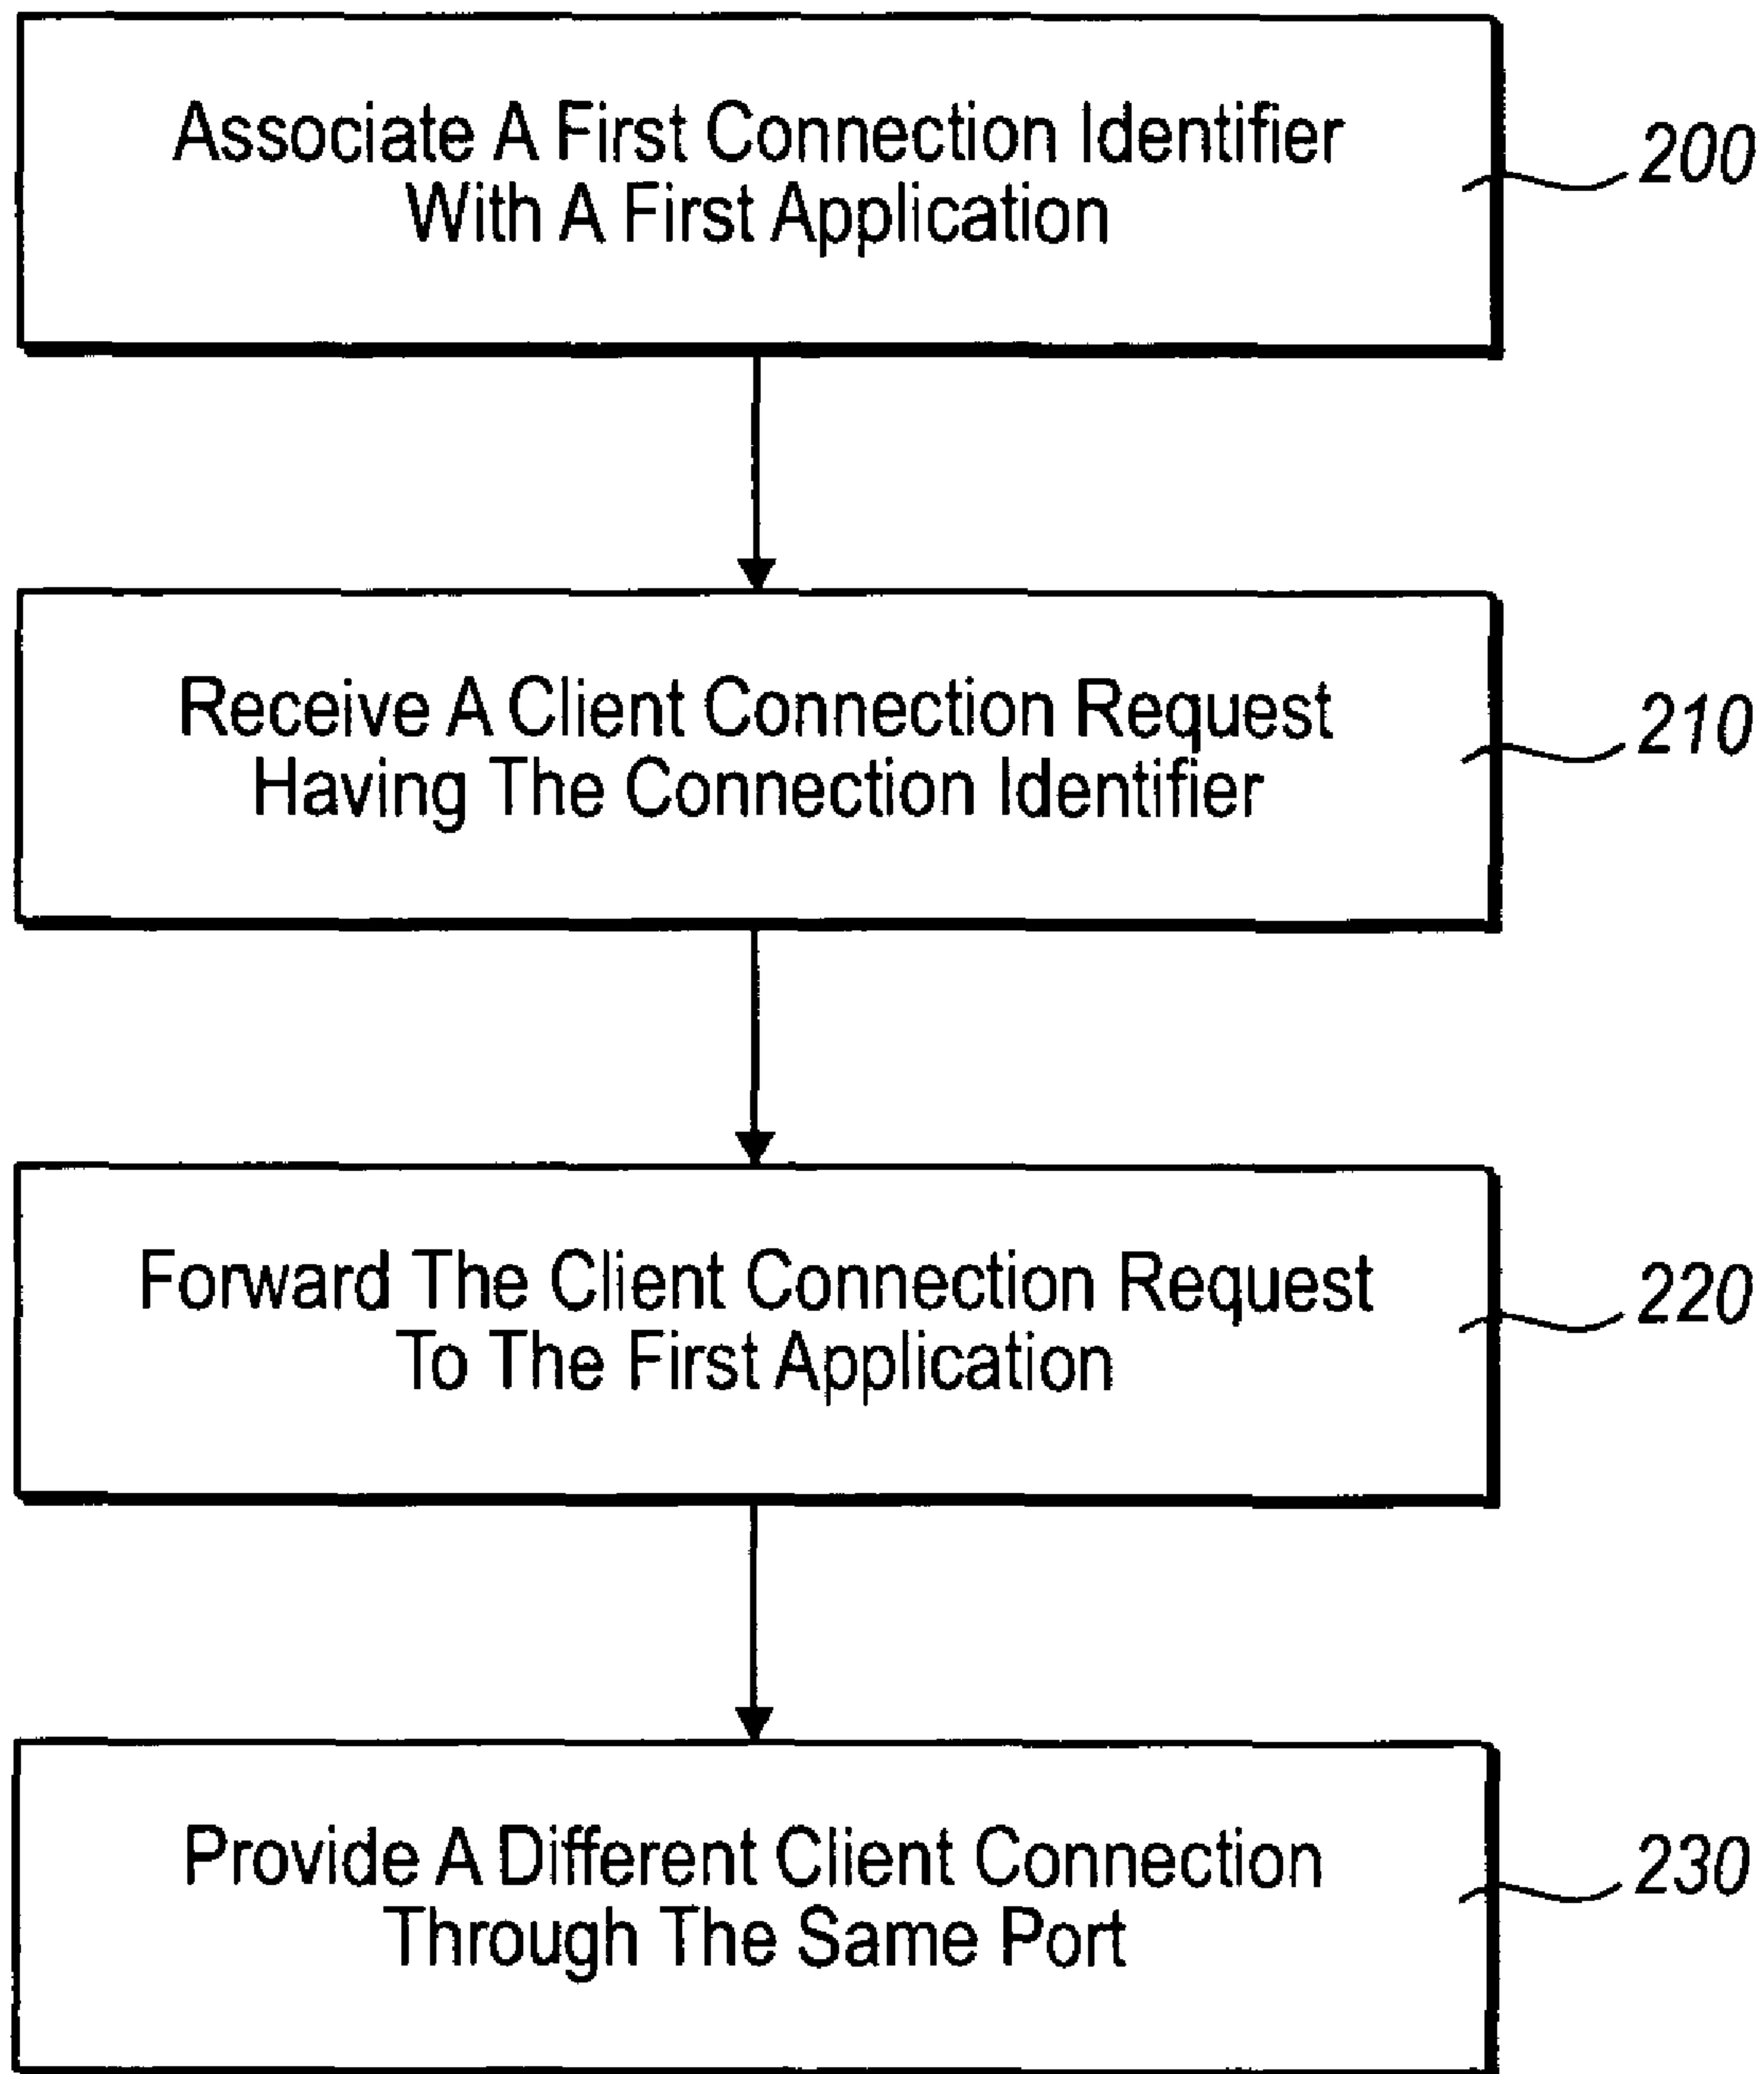 Associate A First Connection Identifier
With A First Application
200
Receive A Client Connection Request
Having The Connection Identifier
210
Forward The Client Connection Request
To The First Application
220
Provide A Different Client Connection
Through The Same Port
230